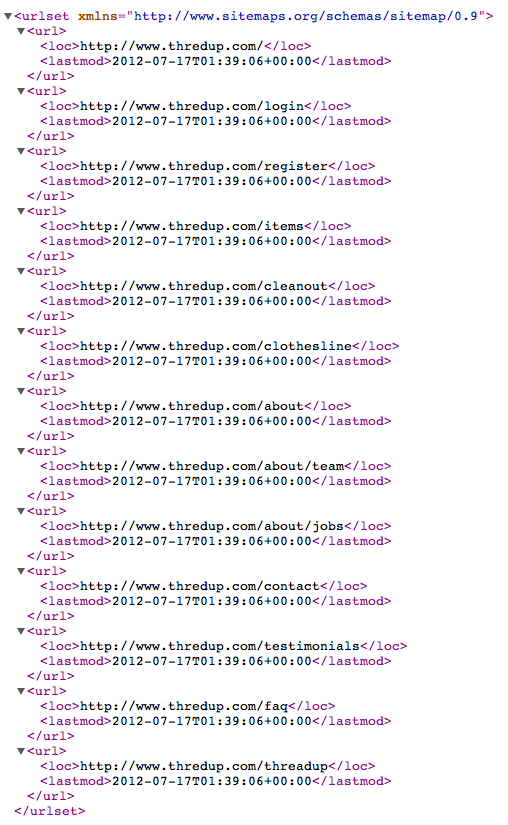 ▼<urlset xmlns="http://www.sitemaps.org/schemas/sitemap/0.9">
▼<url>
<loc>http://www.thredup.com/</loc>
<lastmod>2012-07-17T01:39:06+00:00</lastmod>
</url>
▼<url>
<loc>http://www.thredup.com/login</loc>
<lastmod>2012-07-17T01:39:06+00:00</lastmod>
</url>
▼<url>
<loc>http://www.thredup.com/register</loc>
<lastmod>2012-07-17T01:39:06+00:00</lastmod>
</url>
▼<url>
<loc>http://www.thredup.com/items</loc>
<lastmod>2012-07-17T01:39:06+00:00</lastmod>
</url>
▼<url>
<loc>http://www.thredup.com/cleanout</loc>
<lastmod>2012-07-17T01:39:06+00:00</lastmod>
</url>
▼<url>
<loc>http://www.thredup.com/clothesline</loc>
<lastmod>2012-07-17T01:39:06+00:00</lastmod>
</url>
▼<url>
<loc>http://www.thredup.com/about</loc>
<lastmod>2012-07-17T01:39:06+00:00</lastmod>
</url>
▼<url>
<loc>http://www.thredup.com/about/team</loc>
<lastmod>2012-07-17T01:39:06+00:00</lastmod>
</url>
▼<url>
<loc>http://www.thredup.com/about/jobs</loc>
<lastmod>2012-07-17T01:39:06+00:00</lastmod>
</url>
▼<url>
<loc>http://www.thredup.com/contact</loc>
<lastmod>2012-07-17T01:39:06+00:00</lastmod>
</url>
▼<url>
<loc>http://www.thredup.com/testimonials</loc>
<lastmod>2012-07-17T01:39:06+00:00</lastmod>
</url>
▼<url>
<loc>http://www.thredup.com/faq</loc>
<lastmod>2012-07-17T01:39:06+00:00</lastmod>
</url>
▼<url>
<loc>http://www.thredup.com/threadup</loc>
<lastmod>2012-07-17T01:39:06+00:00</lastmod>
</url>
</urlset>